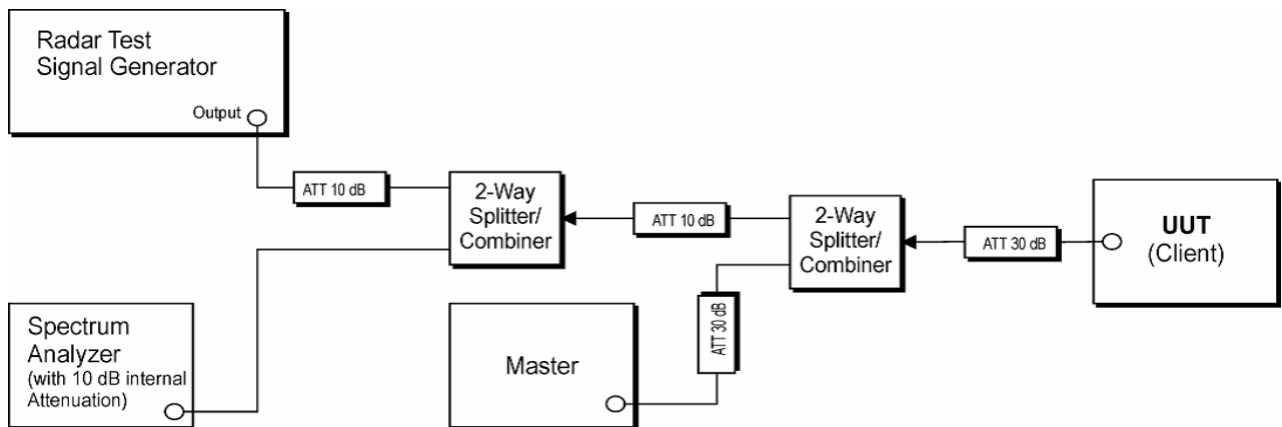 Radar Test
Signal Generator
Output
ATT 10 dB
2-Way
Splitter/
Combiner
ATT 10 dB
2-Way
Splitter/
Combiner
ATT 30 dB
UUT
(Client)
Spectrum
Analyzer
(with 10 dB internal
Attenuation)
Master
ATT 30 dB